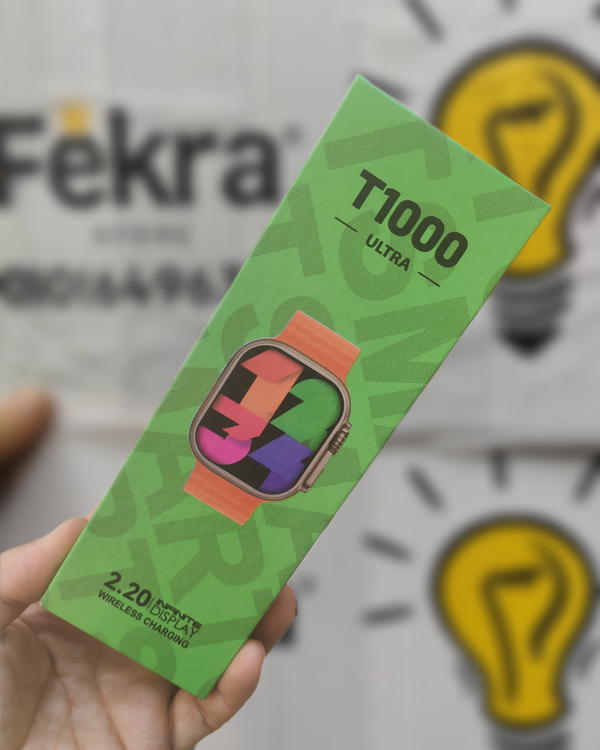 Fekra
T1000
ULTRA
2.20 INFINITE
DISPLAY
WIRELESS CHARGING